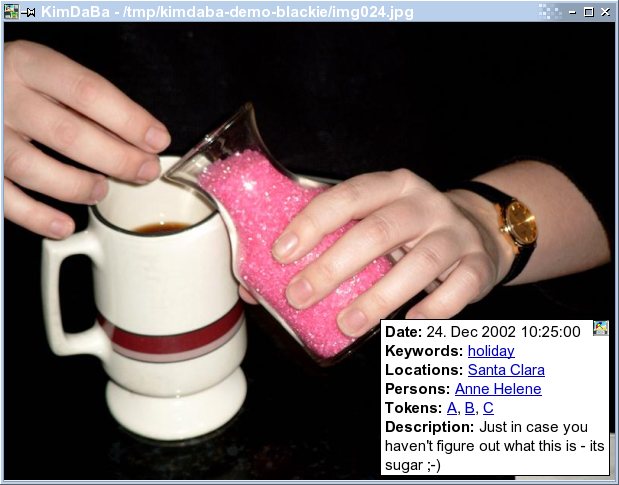 KimDaBa - /tmp/kimdaba-demo-blackie/img024.jpg
Date: 24. Dec 2002 10:25:00
Keywords: holiday
Locations: Santa Clara
Persons: Anne Helene
Tokens: A, B, C
Description: Just in case you
haven't figure out what this is - its
sugar ;-)